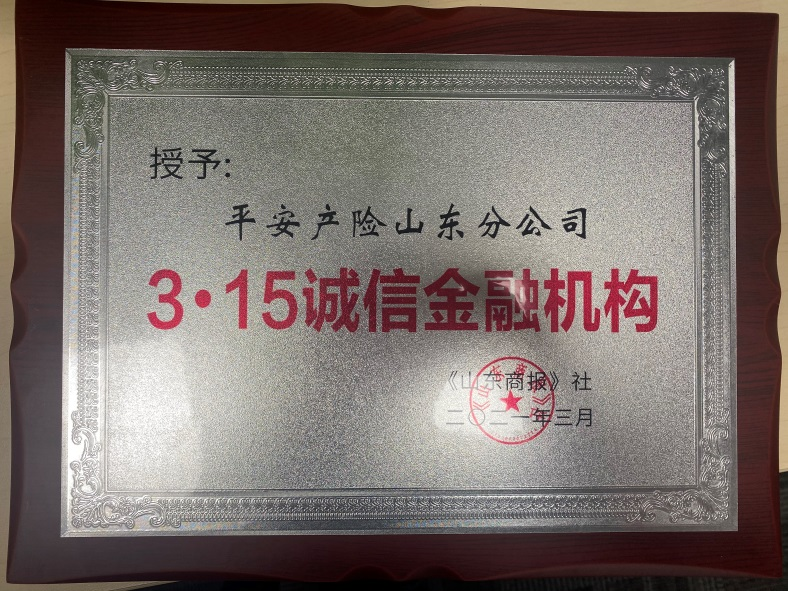 授予:
平安产险山东分公司
3·15诚信金融机构
《山东商报》社
二〇二一年三月